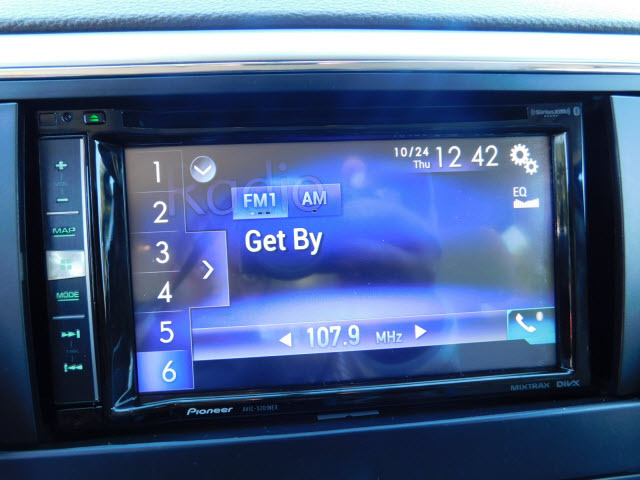 SiriusXM
10/24
Thu
12 42
1
2
3
4
5
6
Radio
FM1
AM
EQ
Get By
107.9 MHz
+
−
MAP
MODE
Pioneer
MIXTRAX DIVX